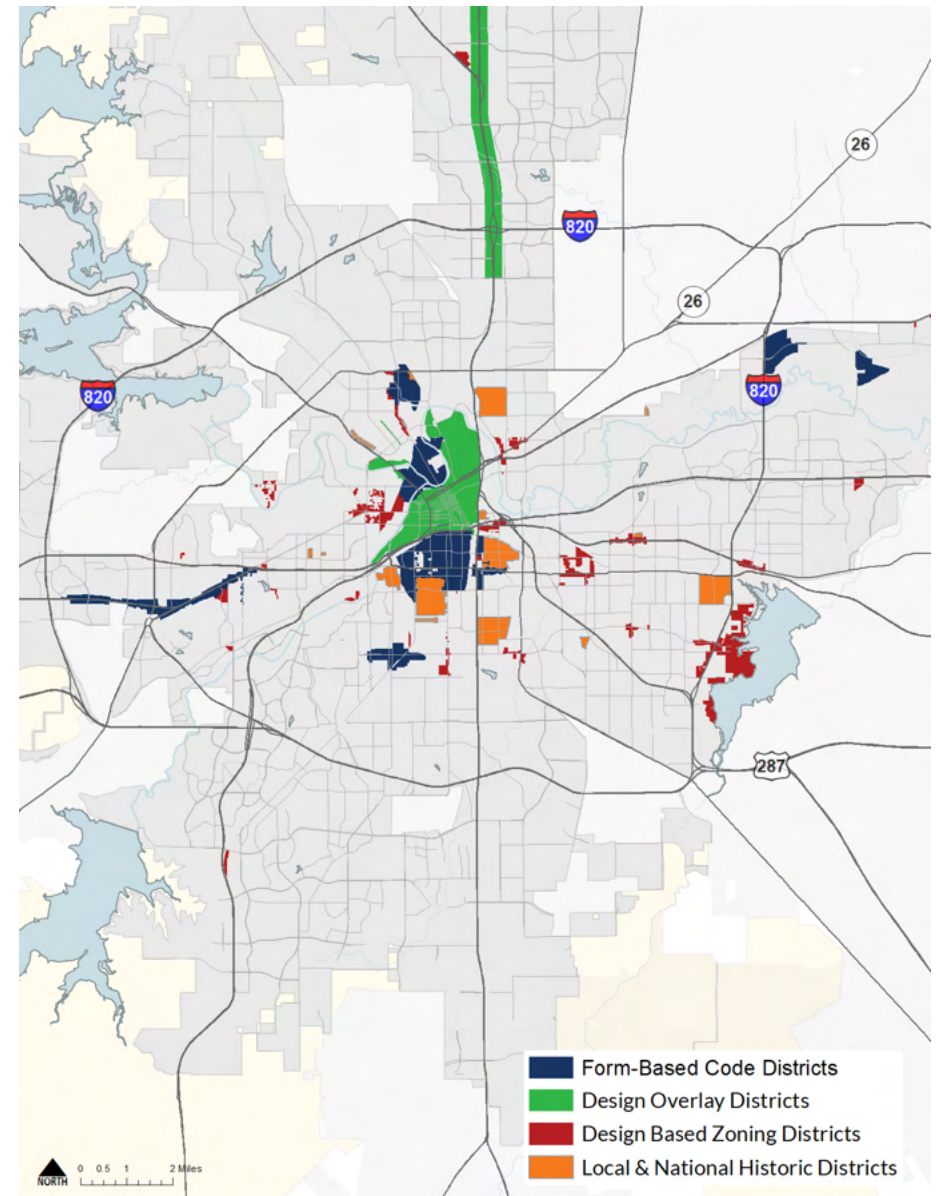 26
820
26
820
820
287
Form-Based Code Districts
Design Overlay Districts
Design Based Zoning Districts
Local & National Historic Districts
NORTH
0 0.5 1 2 Miles